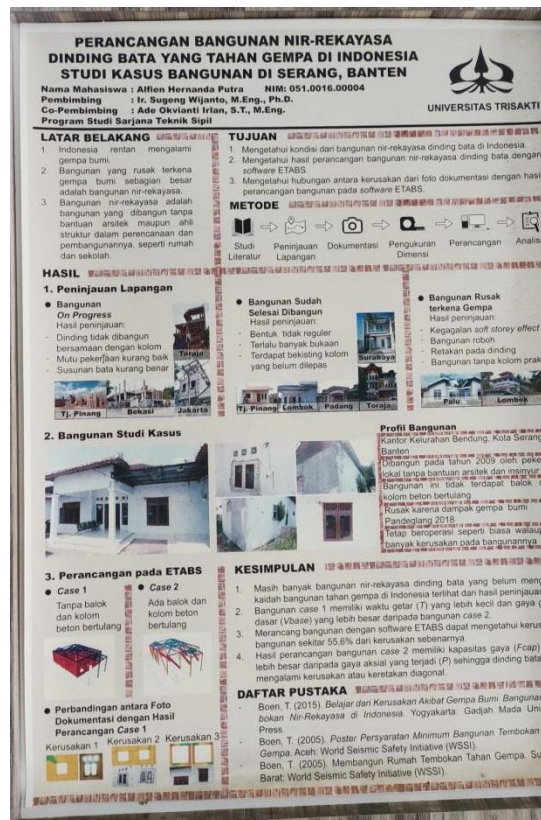 PERANCANGAN BANGUNAN NIR-REKAYASA
DINDING BATA YANG TAHAN GEMPA DI INDONESIA
STUDI KASUS BANGUNAN DI SERANG, BANTEN
Nama Mahasiswa : Alfien Hernanda Putra NIM: 051.0016.00004
Pembimbing : Ir. Sugeng Wijanto, M.Eng., Ph.D.
Co-Pembimbing : Ade Okvianti Irlan, S.T., M.Eng.
Program Studi Sarjana Teknik Sipil
UNIVERSITAS TRISAKTI
LATAR BELAKANG
1. Indonesia rentan mengalami
gempa bumi.
2. Bangunan yang rusak terkena
gempa bumi sebagian besar
adalah bangunan nir-rekayasa.
3. Bangunan nir-rekayasa adalah
bangunan yang dibangun tanpa
bantuan arsitek maupun ahli
struktur dalam perencanaan dan
pembangunannya, seperti rumah
dan sekolah.
TUJUAN
1. Mengetahui kondisi dari bangunan nir-rekayasa dinding bata di Indonesia.
2. Mengetahui hasil perancangan bangunan nir-rekayasa dinding bata dengan
software ETABS.
3. Mengetahui hubungan antara kerusakan dari foto dokumentasi dengan hasil
perancangan bangunan pada software ETABS.
METODE
Studi Literatur
Peninjauan Lapangan
Dokumentasi
Pengukuran Dimensi
Perancangan
HASIL
1. Peninjauan Lapangan
Bangunan
On Progress
Hasil peninjauan:
- Dinding tidak dibangun
bersamaan dengan kolom
- Mutu pekerjaan kurang baik
- Susunan bata kurang benar
Toraja
Tj. Pinang Bekasi Jakarta
Bangunan Sudah
Selesai Dibangun
Hasil peninjauan:
- Bentuk tidak reguler
- Terlalu banyak bukaan
- Terdapat bekisting kolom
yang belum dilepas
Surabaya
Tj. Pinang Lombok Padang Toraja
Bangunan Rusak
terkena Gempa
Hasil peninjauan:
- Kegagalan soft storey effect
- Bangunan roboh
- Retakan pada dinding
- Bangunan tanpa kolom
Palu Lombok
2. Bangunan Studi Kasus
Profil Bangunan
Kantor Kelurahan Bendung, Kota Serang
Banten
Dibangun pada tahun 2009 oleh
lokal tanpa bantuan arsitek dan insinyur
Bangunan ini tidak terdapat balok
kolom beton bertulang
Rusak karena dampak gempa bumi
Pandeglang 2018
Tetap beroperasi seperti biasa
banyak kerusakan pada bangunannya
3. Perancangan pada ETABS
Case 1
Tanpa balok
dan kolom
beton bertulang
Case 2
Ada balok dan
kolom beton
bertulang
Perbandingan antara Foto
Dokumentasi dengan Hasil
Perancangan Case 1
Kerusakan 1 Kerusakan 2 Kerusakan 3
KESIMPULAN
1. Masih banyak bangunan nir-rekayasa dinding bata yang belum
kaidah bangunan tahan gempa di Indonesia terlihat dari hasil
2. Bangunan case 1 memiliki waktu getar (T) yang lebih kecil dan gaya
dasar (Vbase) yang lebih besar daripada bangunan case 2.
3. Merancang bangunan dengan software ETABS dapat mengetahui
bangunan sekitar 55,6% dari kerusakan sebenarnya.
4. Hasil perancangan bangunan case 2 memiliki kapasitas gaya (Fcap)
lebih besar daripada gaya aksial yang terjadi (P) sehingga dinding bata
mengalami kerusakan atau keretakan diagonal.
DAFTAR PUSTAKA
- Boen, T. (2015). Belajar dari Kerusakan Akibat Gempa Bumi Bangunan
bokan Nir-Rekayasa di Indonesia. Yogyakarta: Gadjah Mada
Press.
- Boen, T. (2005). Poster Persyaratan Minimum Bangunan Tembokan
Gempa. Aceh: World Seismic Safety Initiative (WSSI).
- Boen, T. (2005). Membangun Rumah Tembokan Tahan Gempa.
Barat: World Seismic Safety Initiative (WSSI).